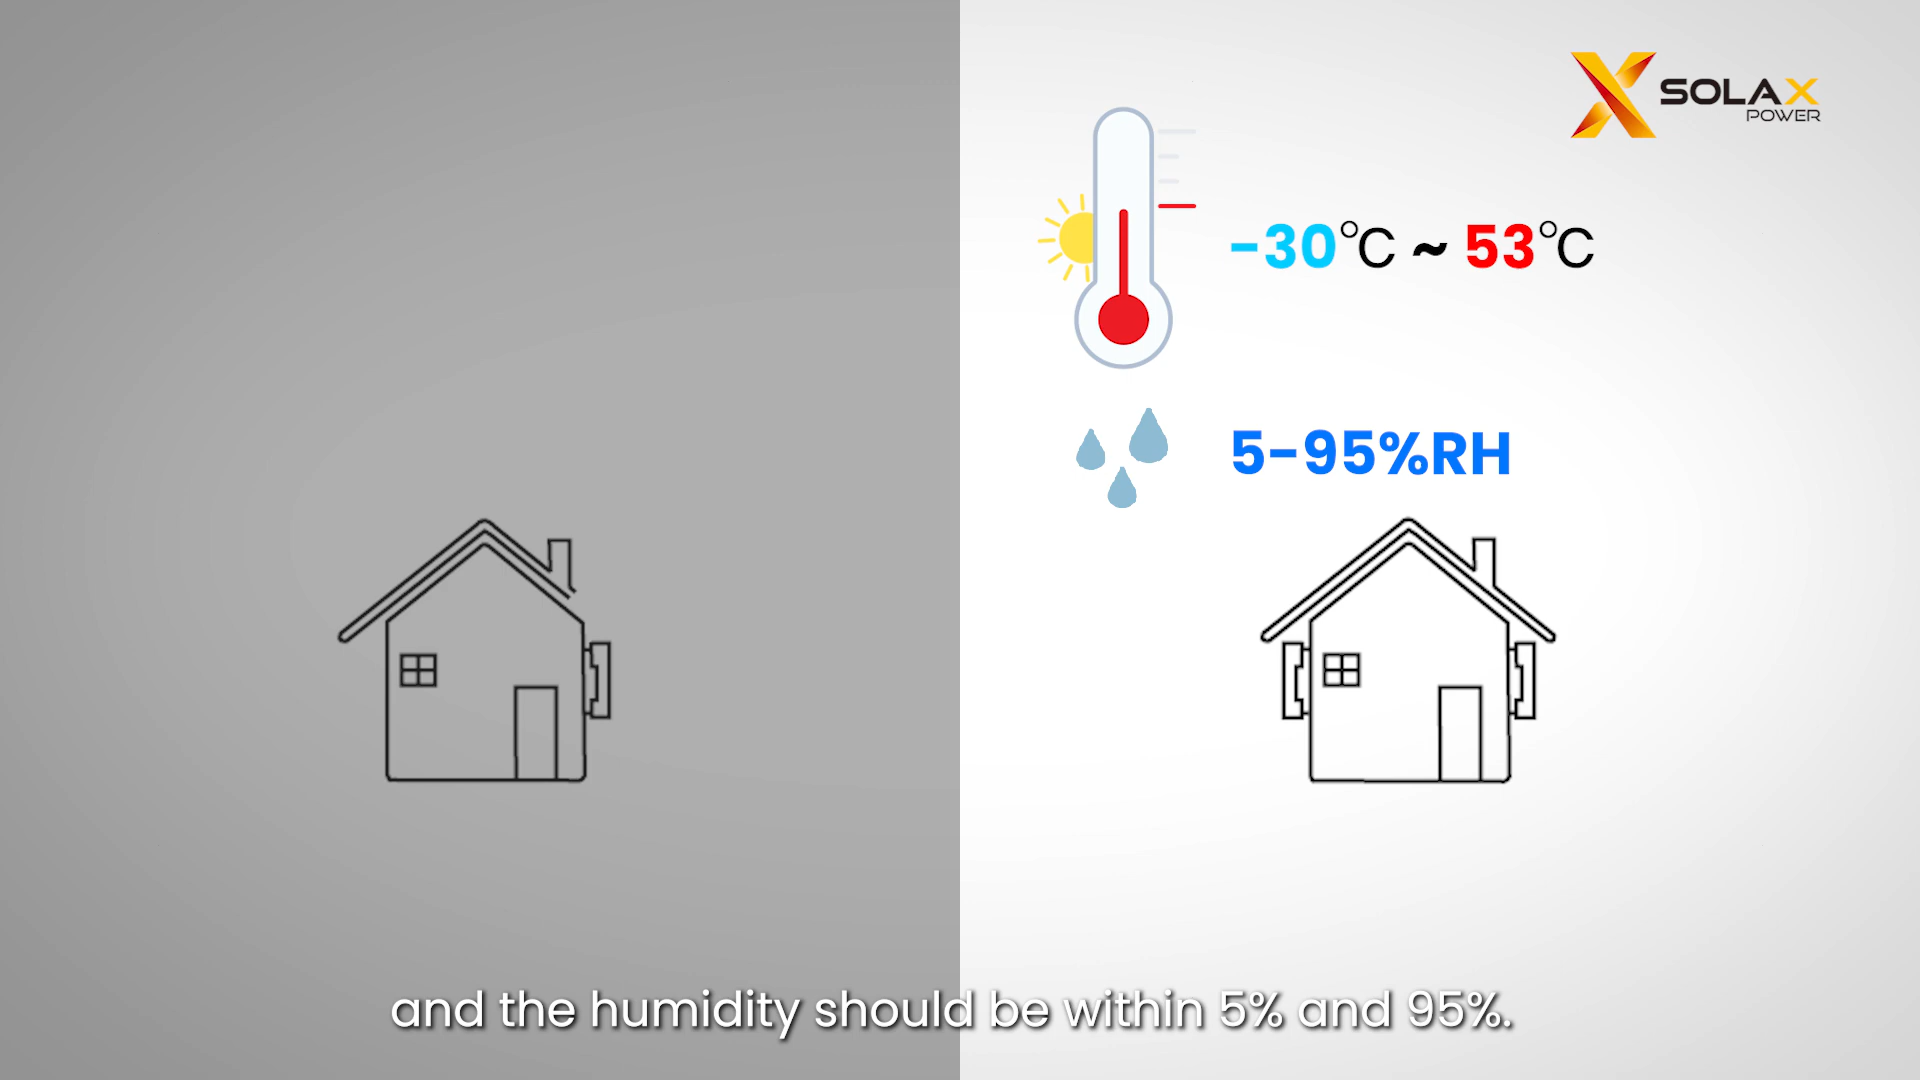 SOLAX
POWER
-30°C ~ 53°C
5-95%RH
and the humidity should be within 5% and 95%.